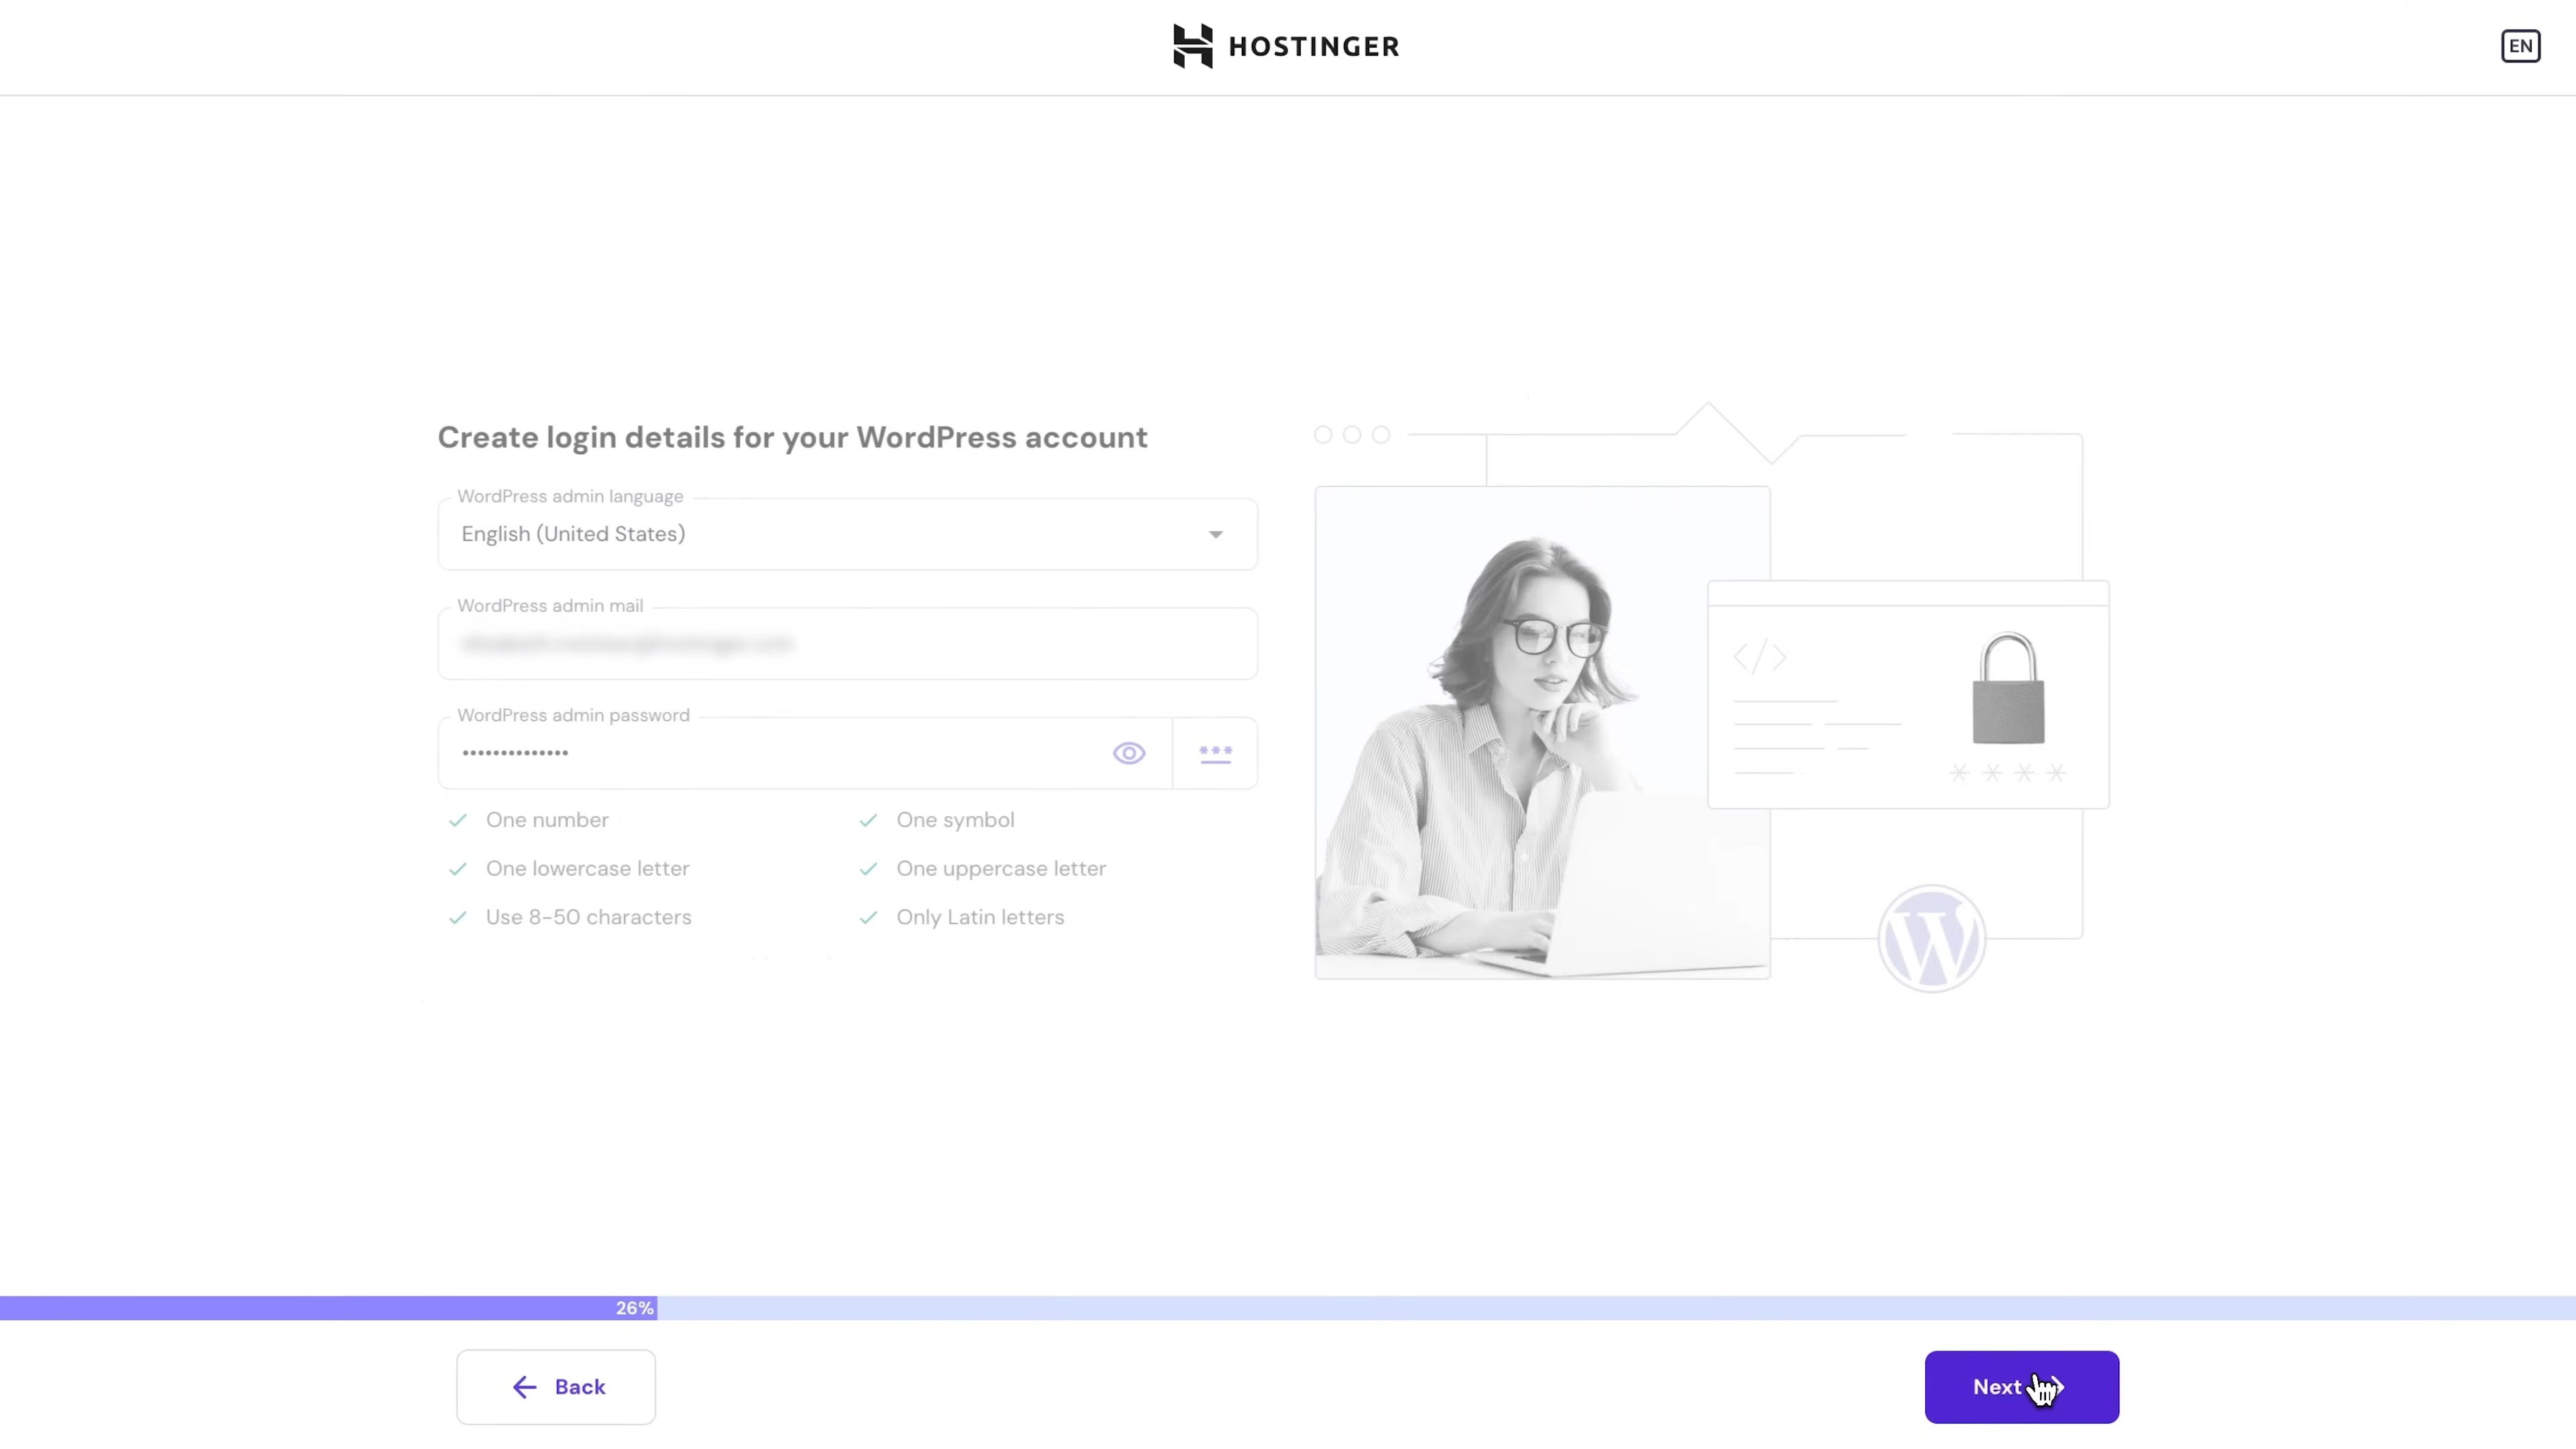 HOSTINGER
EN
Create login details for your WordPress account
WordPress admin language
English (United States)
WordPress admin mail
WordPress admin password
••••••••••••••
One number
One symbol
One lowercase letter
One uppercase letter
Use 8-50 characters
Only Latin letters
26%
Back
Next